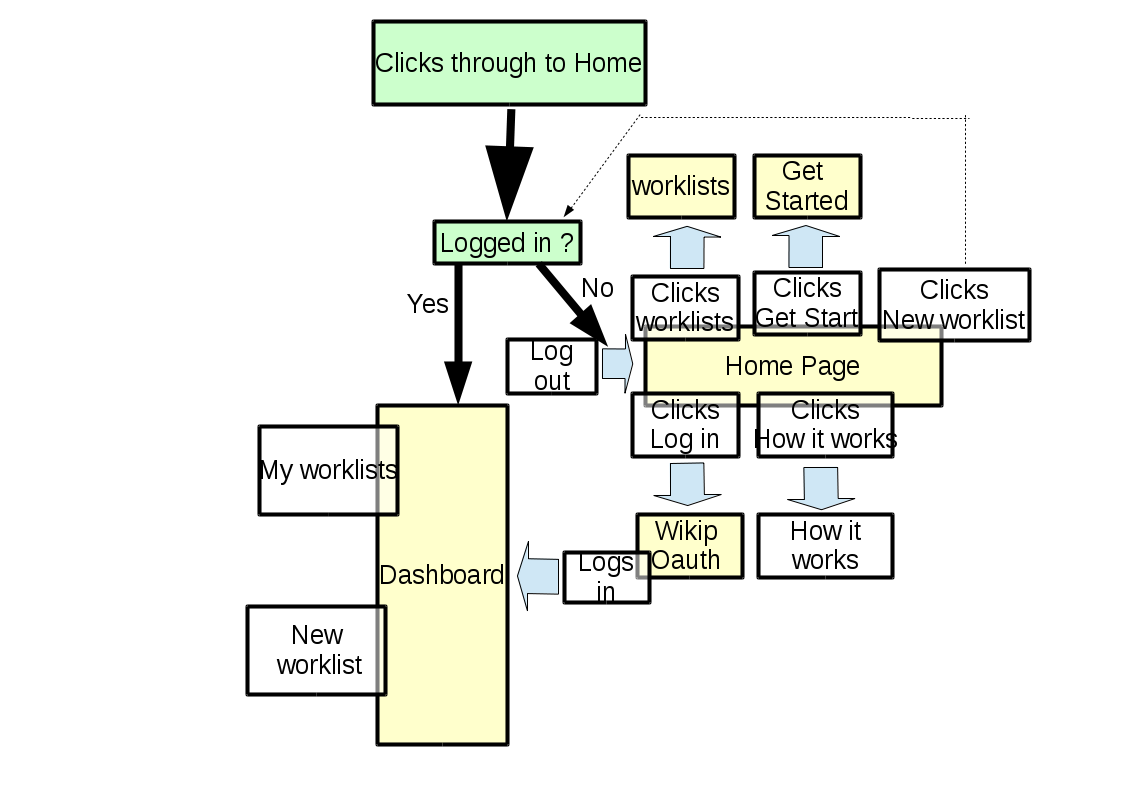 Clicks through to Home
worklists
Get
Started
Logged in ?
Yes
No
Clicks
worklists
Clicks
Get Start
Clicks
New worklist
Log
out
Home Page
Clicks
Log in
Clicks
How it works
My worklists
Wikip
Oauth
How it
works
Dashboard
Logs
in
New
worklist